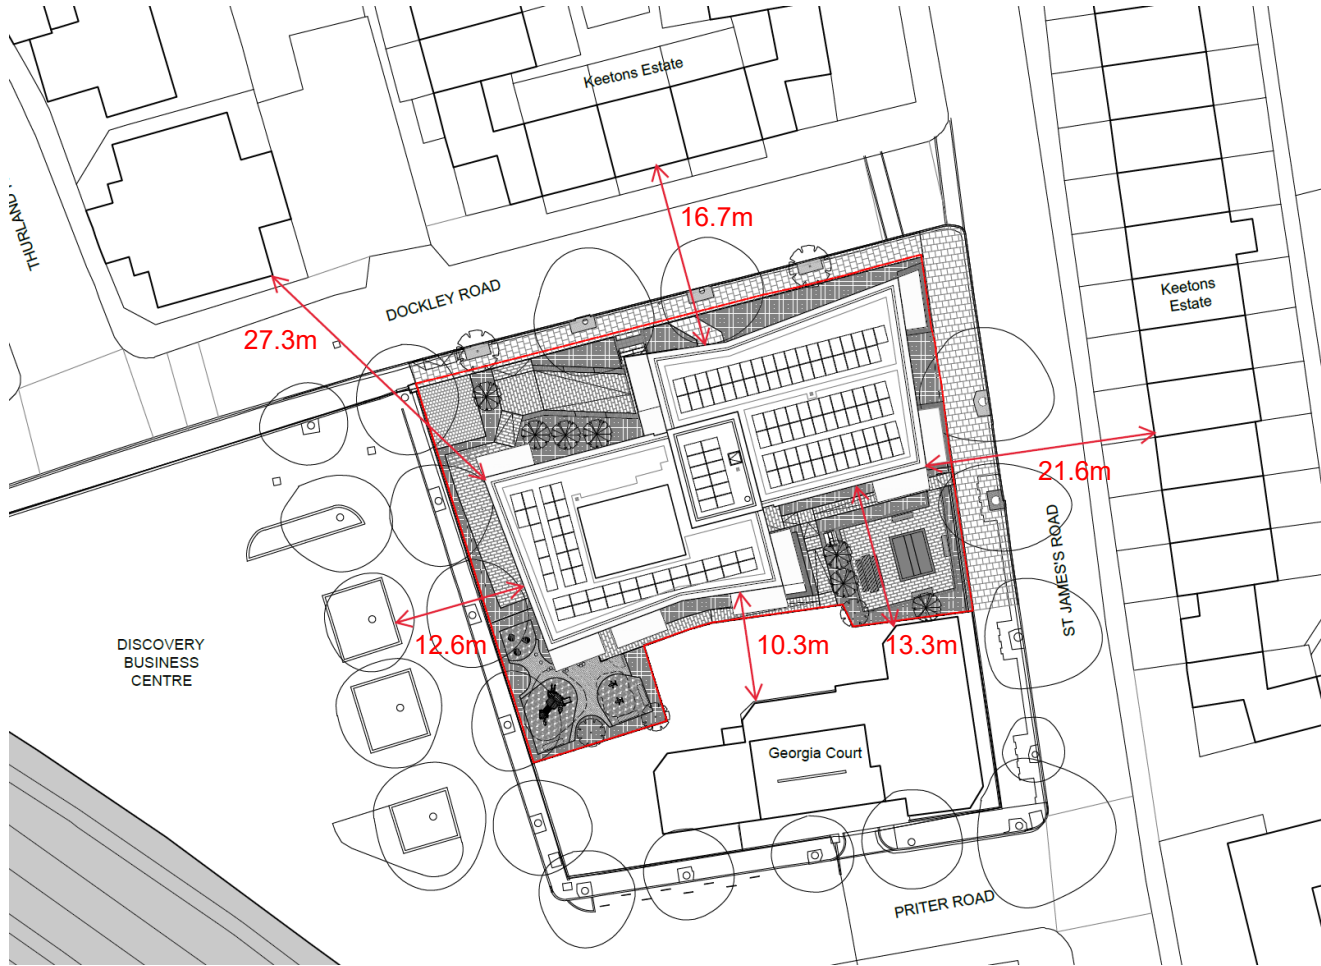 Keetons Estate
THURLAND
16.7m
DOCKLEY ROAD
Keetons
Estate
27.3m
21.6m
ST JAMES'S ROAD
DISCOVERY
BUSINESS
CENTRE
12.6m
10.3m
13.3m
Georgia Court
PRITER ROAD